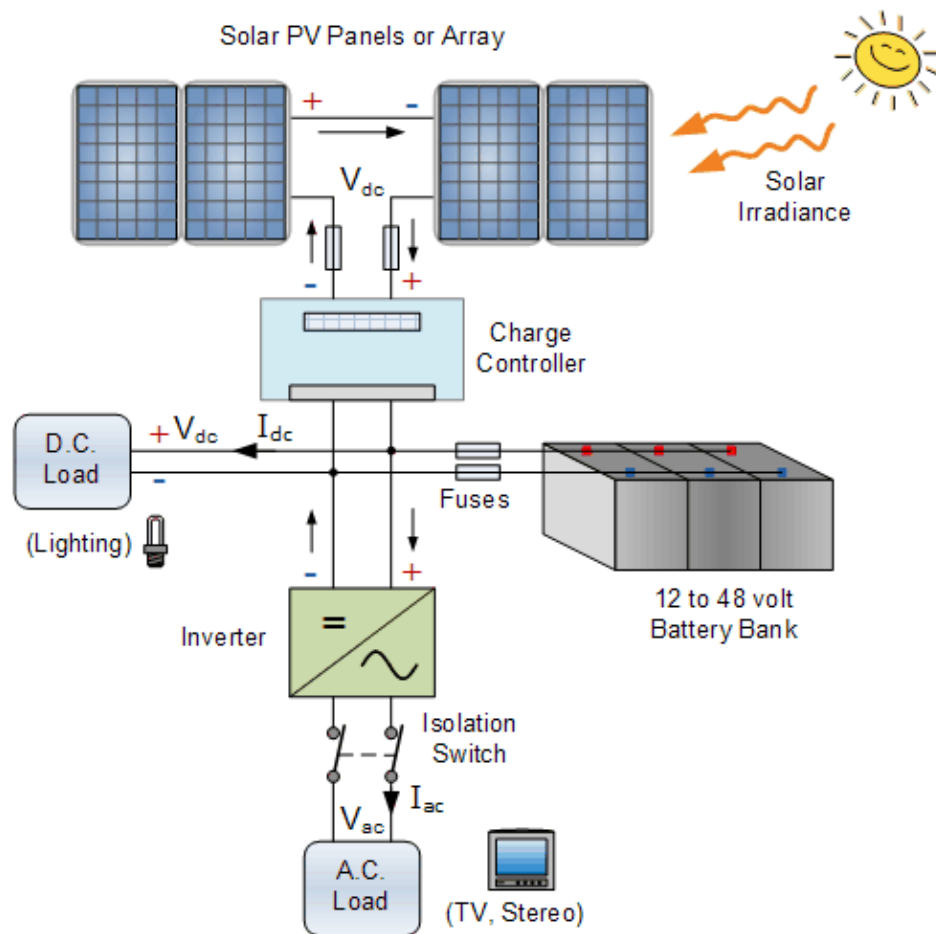 Solar PV Panels or Array
+ -
Vdc
Solar
Irradiance
- +
Charge
Controller
D.C.
Load
+ Vdc Idc
-
Fuses
(Lighting)
12 to 48 volt
Battery Bank
- +
Inverter
=
Isolation
Switch
Iac
Vac
A.C.
Load
(TV, Stereo)